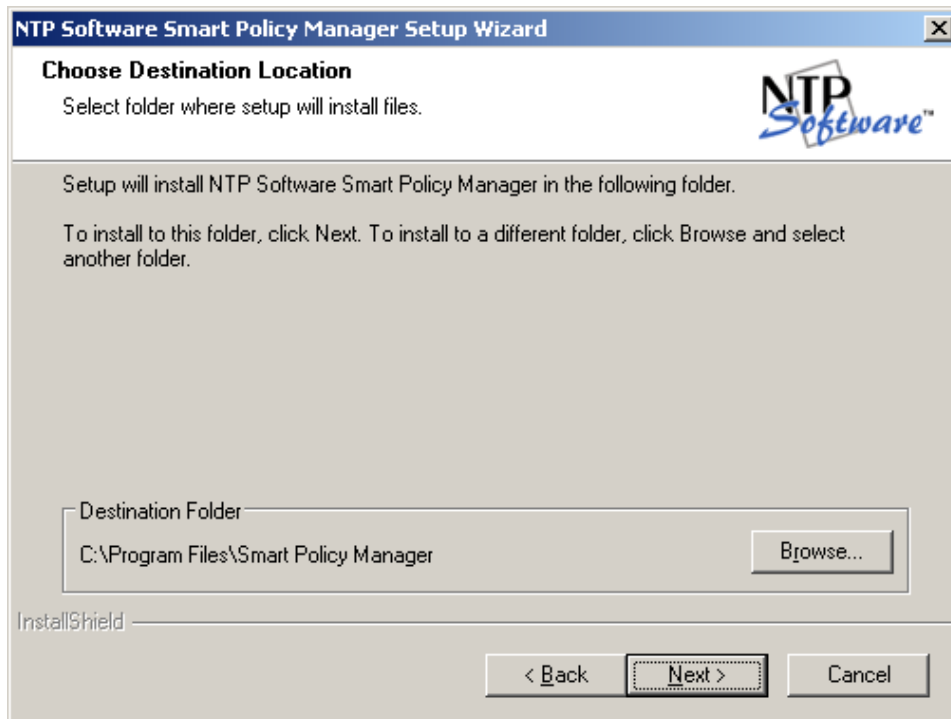 NTP Software Smart Policy Manager Setup Wizard
Choose Destination Location
Select folder where setup will install files.
NTP
Software™
Setup will install NTP Software Smart Policy Manager in the following folder.
To install to this folder, click Next. To install to a different folder, click Browse and select
another folder.
Destination Folder
C:\Program Files\Smart Policy Manager
Browse...
InstallShield
< Back
Next >
Cancel